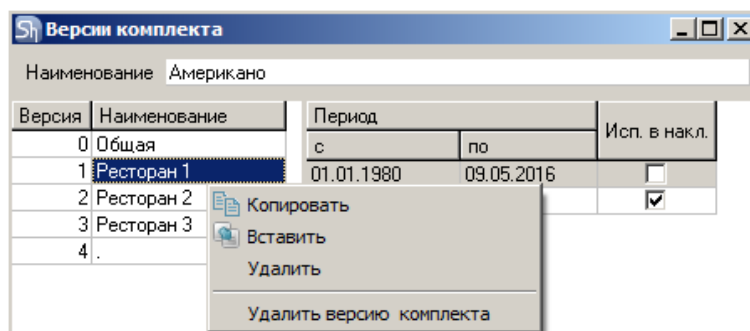 Sh Версии комплекта
Наименование Американо
Версия Наименование Период Исп. в накл.
с по
0 Общая
1 Ресторан 1 01.01.1980 09.05.2016
2 Ресторан 2
3 Ресторан 3
4 .
Копировать
Вставить
Удалить
Удалить версию комплекта